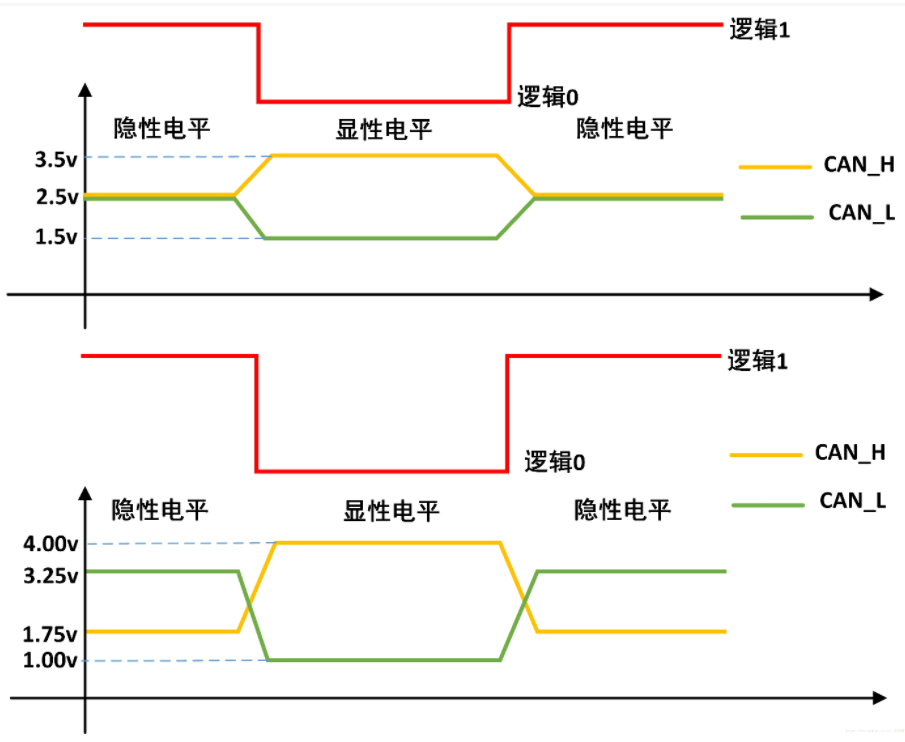 逻辑1
逻辑0
隐性电平
显性电平
隐性电平
3.5v
2.5v
1.5v
CAN_H
CAN_L
逻辑1
逻辑0
CAN_H
CAN_L
隐性电平
显性电平
隐性电平
4.00v
3.25v
1.75v
1.00v